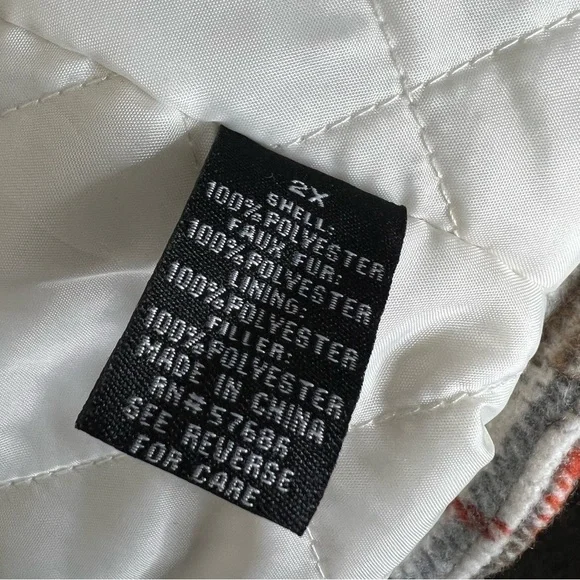 2X
SHELL:
100% POLYESTER
FAUX FUR:
100% POLYESTER
LINING:
100% POLYESTER
FILLER:
100% POLYESTER
MADE IN CHINA
RN# 57686
SEE REVERSE
FOR CARE